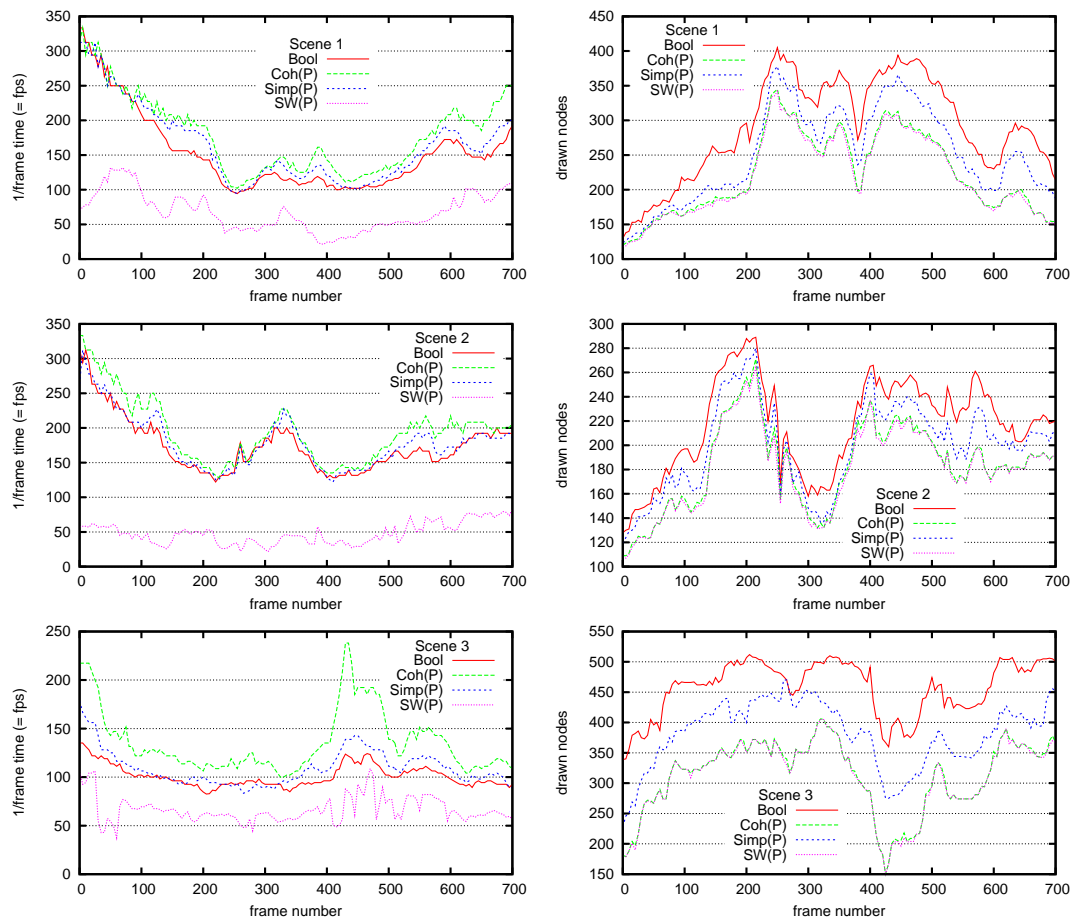 350
300
250
200
150
100
50
0
1/frame time (= fps)
0 100 200 300 400 500 600 700
frame number
Scene 1
Bool
Coh(P)
Simp(P)
SW(P)
450
400
350
300
250
200
150
100
drawn nodes
0 100 200 300 400 500 600 700
frame number
Scene 1
Bool
Coh(P)
Simp(P)
SW(P)
350
300
250
200
150
100
50
0
1/frame time (= fps)
0 100 200 300 400 500 600 700
frame number
Scene 2
Bool
Coh(P)
Simp(P)
SW(P)
300
280
260
240
220
200
180
160
140
120
100
drawn nodes
0 100 200 300 400 500 600 700
frame number
Scene 2
Bool
Coh(P)
Simp(P)
SW(P)
250
200
150
100
50
0
1/frame time (= fps)
0 100 200 300 400 500 600 700
frame number
Scene 3
Bool
Coh(P)
Simp(P)
SW(P)
550
500
450
400
350
300
250
200
150
drawn nodes
0 100 200 300 400 500 600 700
frame number
Scene 3
Bool
Coh(P)
Simp(P)
SW(P)